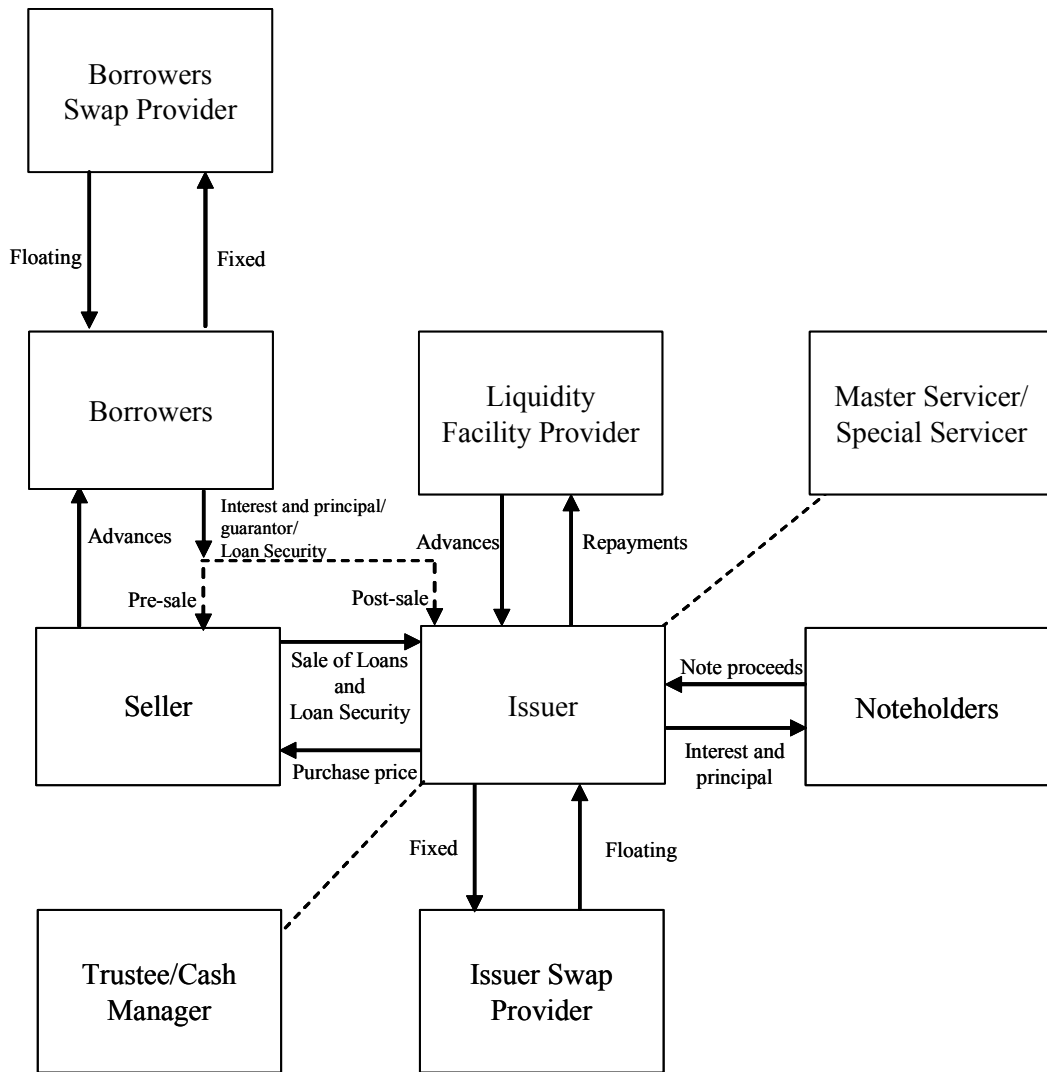 Borrowers
Swap Provider
Floating
Fixed
Borrowers
Liquidity
Facility Provider
Master Servicer/
Special Servicer
Advances
Interest and principal/
guarantor/
Loan Security
Advances
Repayments
Pre-sale
Post-sale
Seller
Sale of Loans
and
Loan Security
Purchase price
Issuer
Note proceeds
Interest and
principal
Noteholders
Fixed
Floating
Trustee/Cash
Manager
Issuer Swap
Provider